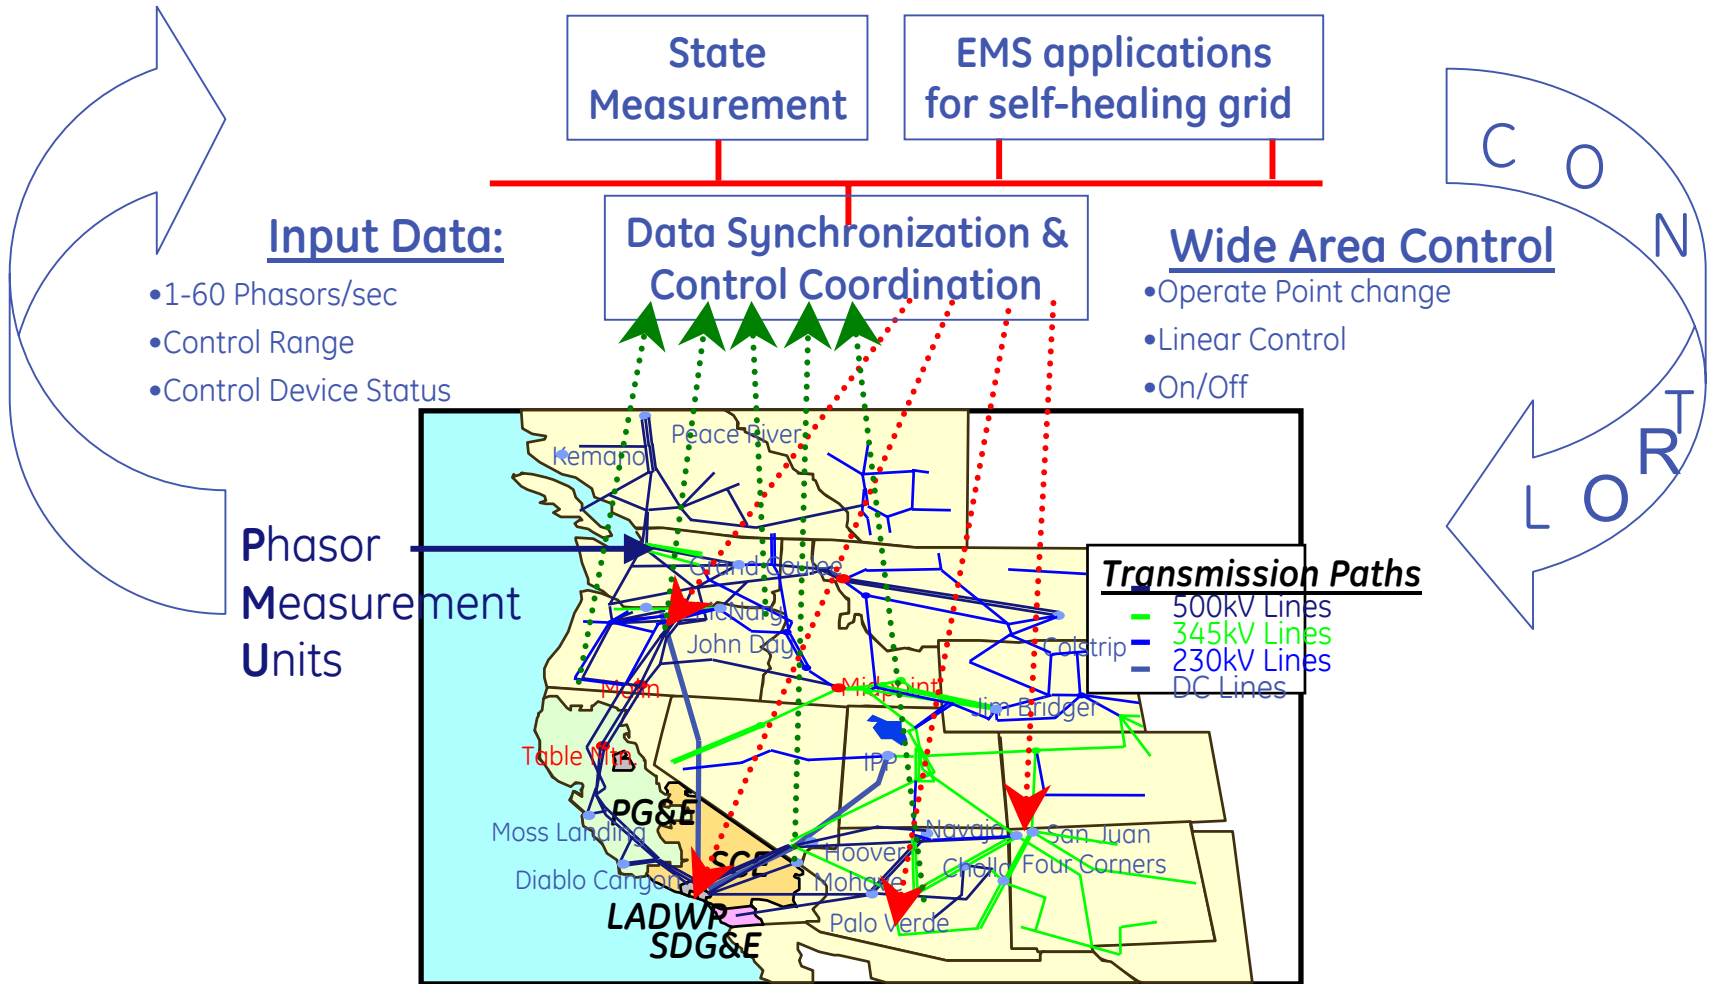 State
Measurement
EMS applications
for self-healing grid
Data Synchronization &
Control Coordination
Input Data:
•1-60 Phasors/sec
•Control Range
•Control Device Status
Wide Area Control
•Operate Point change
•Linear Control
•On/Off
C O N T R O L
Phasor
Measurement
Units
Peace River
Kemano
Grand Coulee
McNary
John Day
Colstrip
Malin
Midpoint
Jim Bridger
Table Mtn.
IPP
PG&E
Moss Landing
Navajo
San Juan
Hoover
SCE
Cholla
Four Corners
Diablo Canyon
Mohave
LADWP
Palo Verde
SDG&E
Transmission Paths
500kV Lines
345kV Lines
230kV Lines
DC Lines